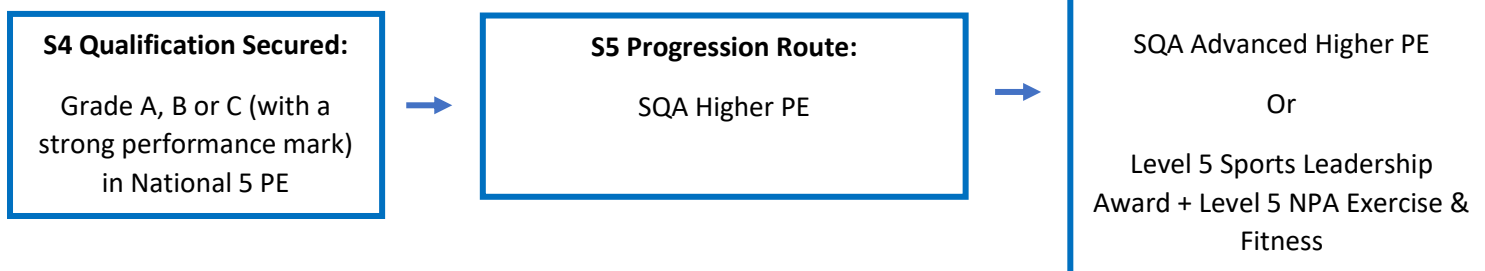 S4 Qualification Secured:
Grade A, B or C (with a
strong performance mark)
in National 5 PE
S5 Progression Route:
SQA Higher PE
SQA Advanced Higher PE
Or
Level 5 Sports Leadership
Award + Level 5 NPA Exercise &
Fitness